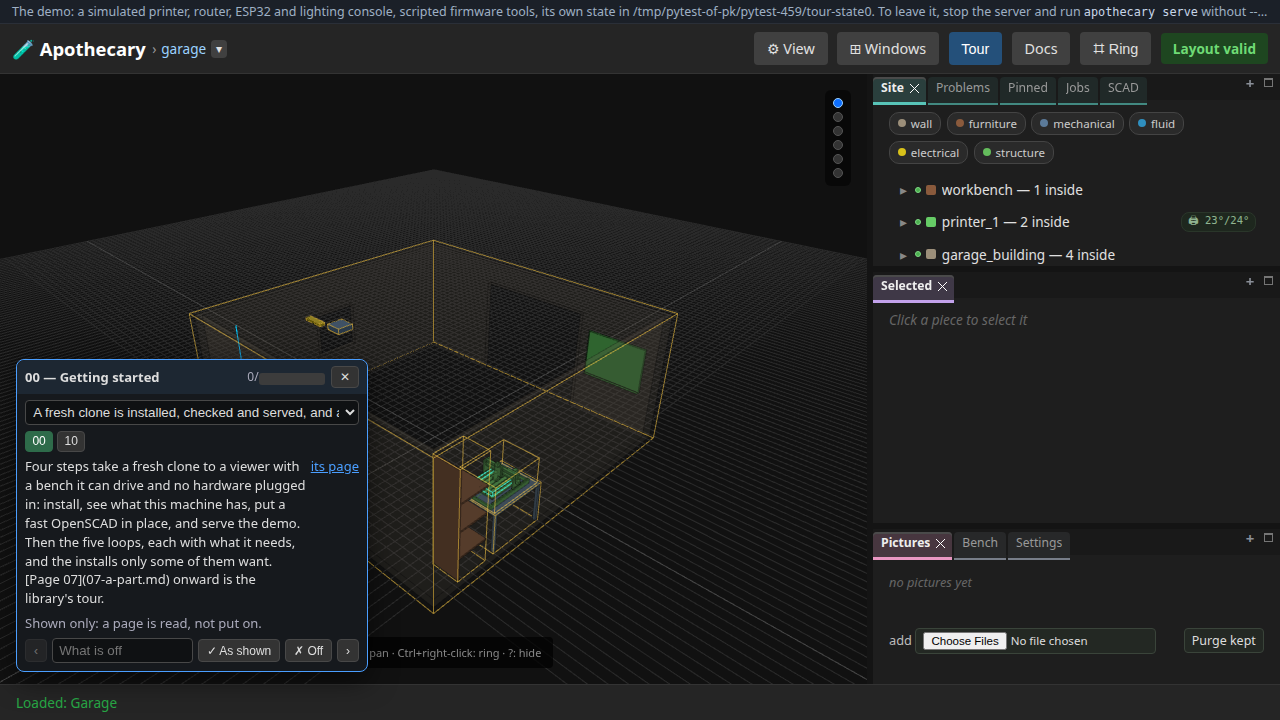 The demo: a simulated printer, router, ESP32 and lighting console, scripted firmware tools, its own state in /tmp/pytest-of-pk/pytest-459/tour-state0. To leave it, stop the server and run apothecary serve without --...
Apothecary › garage ▾
⚙ View
⊞ Windows
Tour
Docs
⌗ Ring
Layout valid
Site
Problems
Pinned
Jobs
SCAD
wall
furniture
mechanical
fluid
electrical
structure
workbench — 1 inside
printer_1 — 2 inside
23°/24°
garage_building — 4 inside
Selected
Click a piece to select it
Pictures
Bench
Settings
no pictures yet
add
Choose Files
No file chosen
Purge kept
00 — Getting started
0/
✕
A fresh clone is installed, checked and served, and
00
10
Four steps take a fresh clone to a viewer with
its page
a bench it can drive and no hardware plugged
in: install, see what this machine has, put a
fast OpenSCAD in place, and serve the demo.
Then the five loops, each with what it needs,
and the installs only some of them want.
[Page 07](07-a-part.md) onward is the
library's tour.
Shown only: a page is read, not put on.
‹
What is off
✓ As shown
✗ Off
›
pan · Ctrl+right-click: ring · ?: hide
Loaded: Garage